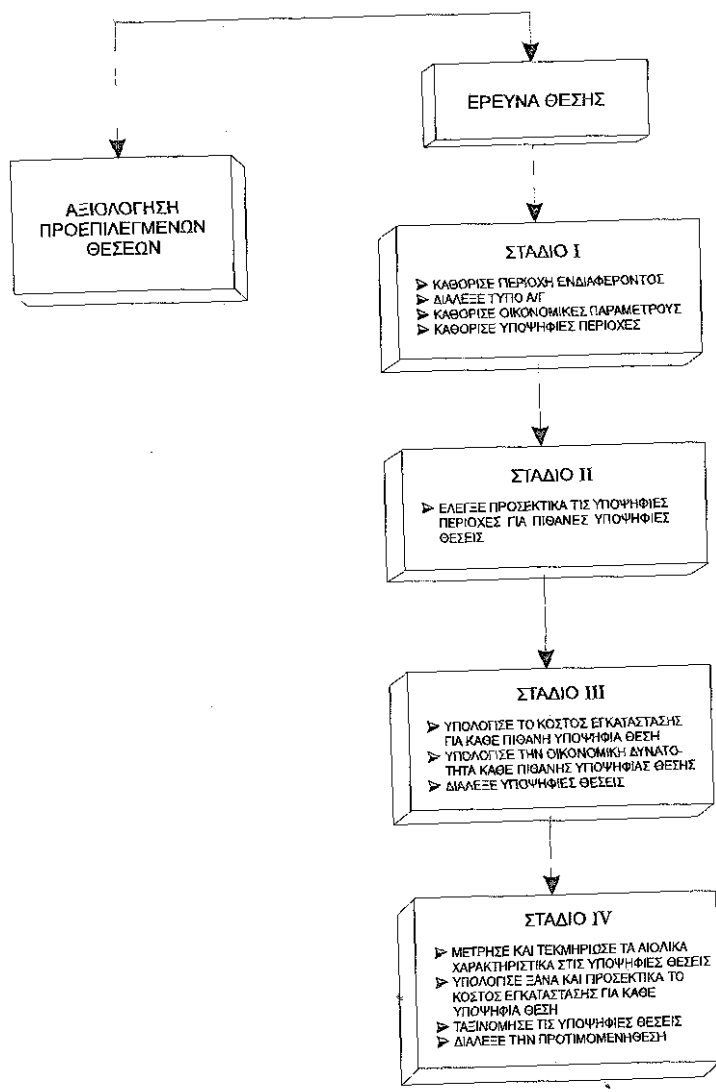 ΕΡΕΥΝΑ ΘΕΣΗΣ
ΑΞΙΟΛΟΓΗΣΗ
ΠΡΟΕΠΙΛΕΓΜΕΝΩΝ
ΘΕΣΕΩΝ
ΣΤΑΔΙΟ I
➤ ΚΑΘΟΡΙΣΕ ΠΕΡΙΟΧΗ ΕΝΔΙΑΦΕΡΟΝΤΟΣ
➤ ΔΙΑΛΕΞΕ ΤΥΠΟ Α/Γ
➤ ΚΑΘΟΡΙΣΕ ΟΙΚΟΝΟΜΙΚΕΣ ΠΑΡΑΜΕΤΡΟΥΣ
➤ ΚΑΘΟΡΙΣΕ ΥΠΟΨΗΦΙΕΣ ΠΕΡΙΟΧΕΣ
ΣΤΑΔΙΟ II
➤ ΕΛΕΓΞΕ ΠΡΟΣΕΚΤΙΚΑ ΤΙΣ ΥΠΟΨΗΦΙΕΣ
ΠΕΡΙΟΧΕΣ ΓΙΑ ΠΙΘΑΝΕΣ ΥΠΟΨΗΦΙΕΣ
ΘΕΣΕΙΣ
ΣΤΑΔΙΟ III
➤ ΥΠΟΛΟΓΙΣΕ ΤΟ ΚΟΣΤΟΣ ΕΓΚΑΤΑΣΤΑΣΗΣ
ΓΙΑ ΚΑΘΕ ΠΙΘΑΝΗ ΥΠΟΨΗΦΙΑ ΘΕΣΗ
➤ ΥΠΟΛΟΓΙΣΕ ΤΗΝ ΟΙΚΟΝΟΜΙΚΗ ΔΥΝΑΤΟ-
ΤΗΤΑ ΚΑΘΕ ΠΙΘΑΝΗΣ ΥΠΟΨΗΦΙΑΣ ΘΕΣΗΣ
➤ ΔΙΑΛΕΞΕ ΥΠΟΨΗΦΙΕΣ ΘΕΣΕΙΣ
ΣΤΑΔΙΟ IV
➤ ΜΕΤΡΗΣΕ ΚΑΙ ΤΕΚΜΗΡΙΩΣΕ ΤΑ ΑΙΟΛΙΚΑ
ΧΑΡΑΚΤΗΡΙΣΤΙΚΑ ΣΤΙΣ ΥΠΟΨΗΦΙΕΣ ΘΕΣΕΙΣ
➤ ΥΠΟΛΟΓΙΣΕ ΞΑΝΑ ΚΑΙ ΠΡΟΣΕΚΤΙΚΑ ΤΟ
ΚΟΣΤΟΣ ΕΓΚΑΤΑΣΤΑΣΗΣ ΓΙΑ ΚΑΘΕ
ΥΠΟΨΗΦΙΑ ΘΕΣΗ
➤ ΤΑΞΙΝΟΜΗΣΕ ΤΙΣ ΥΠΟΨΗΦΙΕΣ ΘΕΣΕΙΣ
➤ ΔΙΑΛΕΞΕ ΤΗΝ ΠΡΟΤΙΜΟΜΕΝΗΘΕΣΗ